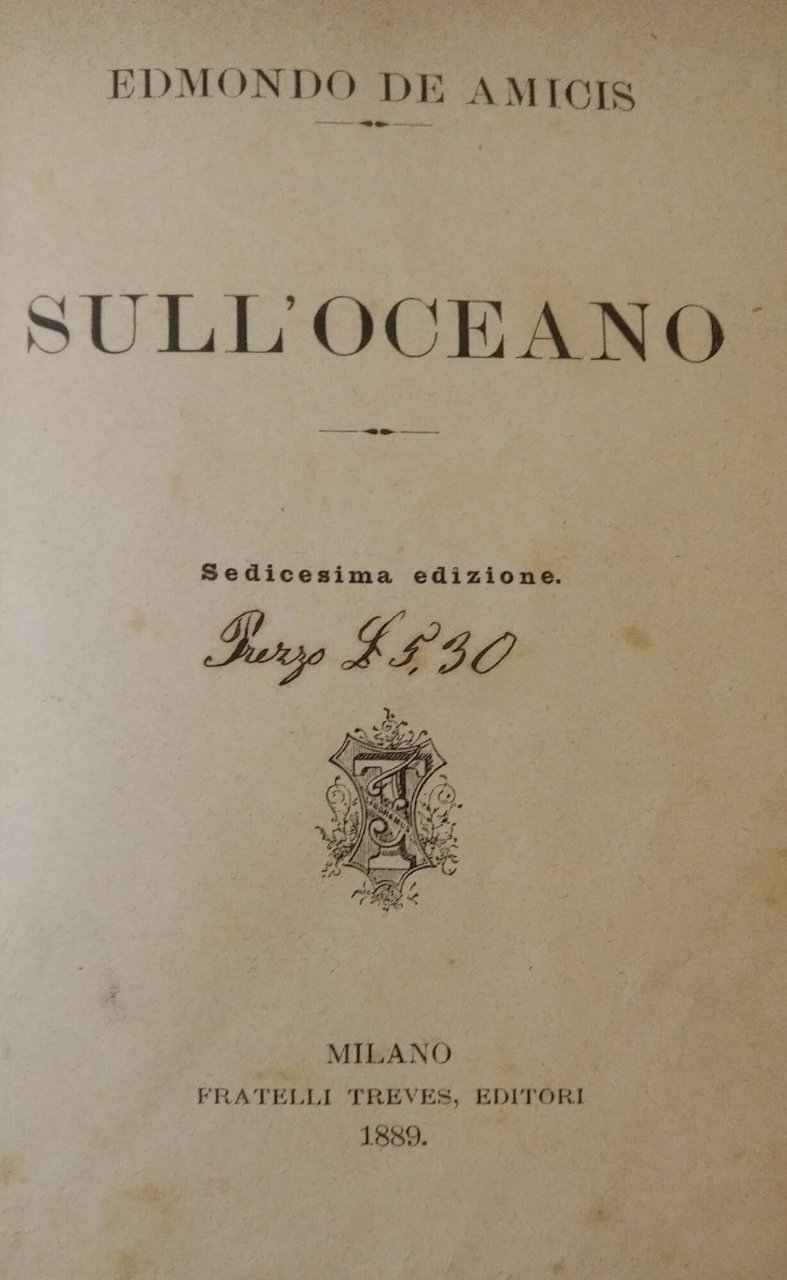 EDMONDO DE AMICIS
SULL'OCEANO
Sedicesima edizione.
Prezzo £ 5,30
MILANO
FRATELLI TREVES, EDITORI
1889.